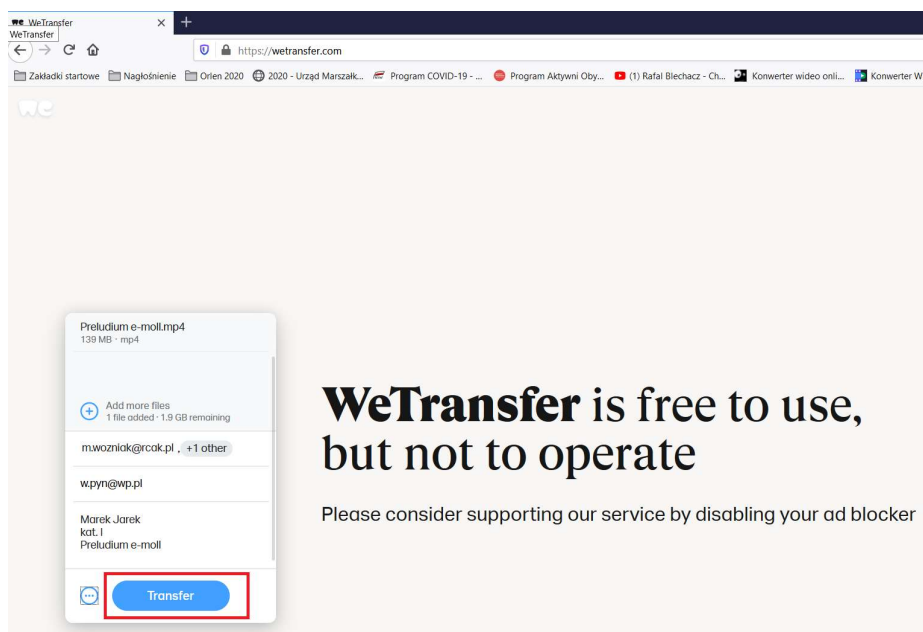 we WeTransfer
WeTransfer
https://wetransfer.com
Zakładki startowe Nagłośnienie Orlen 2020 2020 - Urząd Marszałk... Program COVID-19 - ... Program Aktywni Oby... (1) Rafal Blechacz - Ch... Konwerter wideo onli... Konwerter W
we
Preludium e-moll.mp4
139 MB · mp4
Add more files
1 file added · 1.9 GB remaining
m.wozniak@rcak.pl , +1 other
w.pyn@wp.pl
Marek Jarek
kat. I
Preludium e-moll
Transfer
WeTransfer is free to use,
but not to operate
Please consider supporting our service by disabling your ad blocker